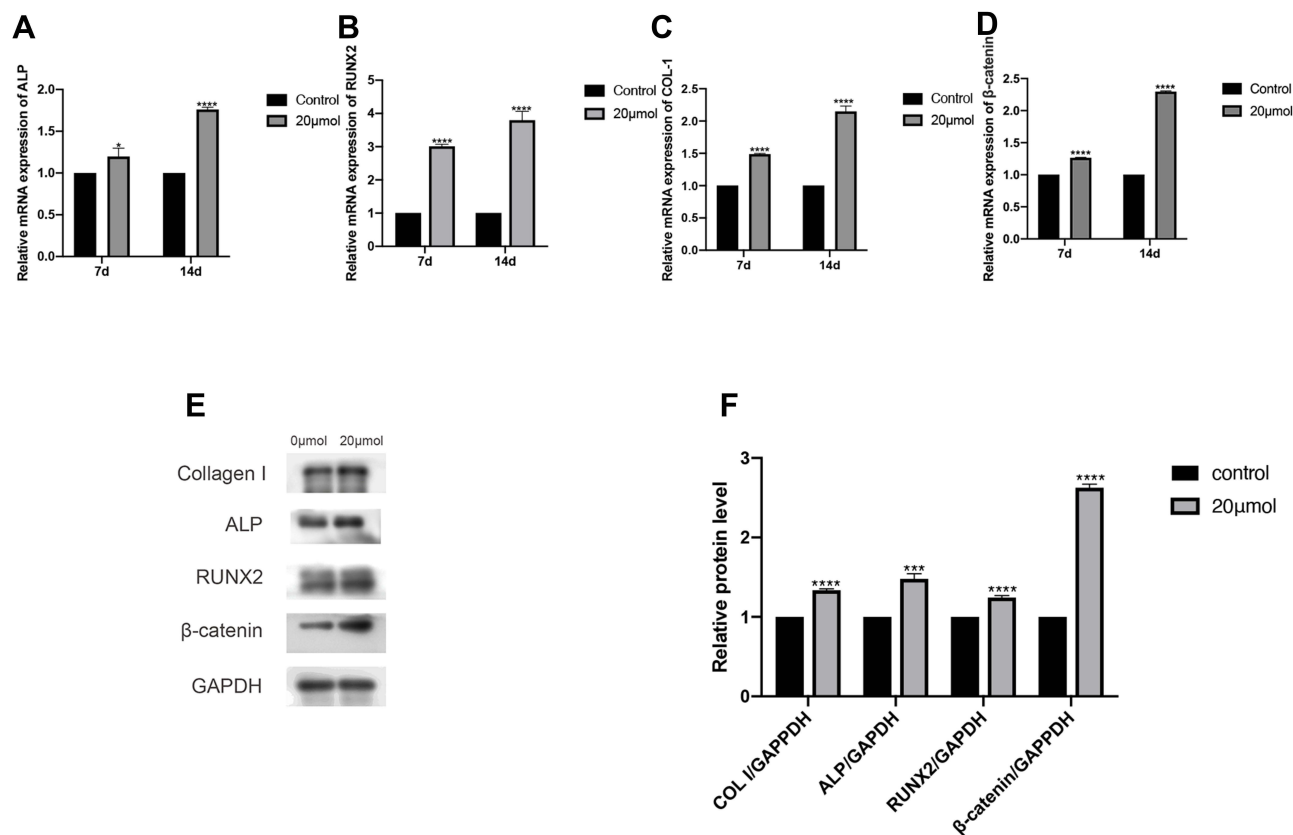 A
Relative mRNA expression of ALP
2.0
1.5
1.0
0.5
0.0
*
****
7d
14d
Control
20μmol
B
Relative mRNA expression of RUNX2
5
4
3
2
1
0
****
****
7d
14d
Control
20μmol
C
Relative mRNA expression of COL-1
2.5
2.0
1.5
1.0
0.5
0.0
****
****
7d
14d
Control
20μmol
D
Relative mRNA expression of β-catenin
2.5
2.0
1.5
1.0
0.5
0.0
****
****
7d
14d
Control
20μmol
E
0μmol 20μmol
Collagen I
ALP
RUNX2
β-catenin
GAPDH
F
Relative protein level
3
2
1
0
****
***
****
****
COL I/GAPPDH
ALP/GAPDH
RUNX2/GAPDH
β-catenin/GAPPDH
control
20μmol